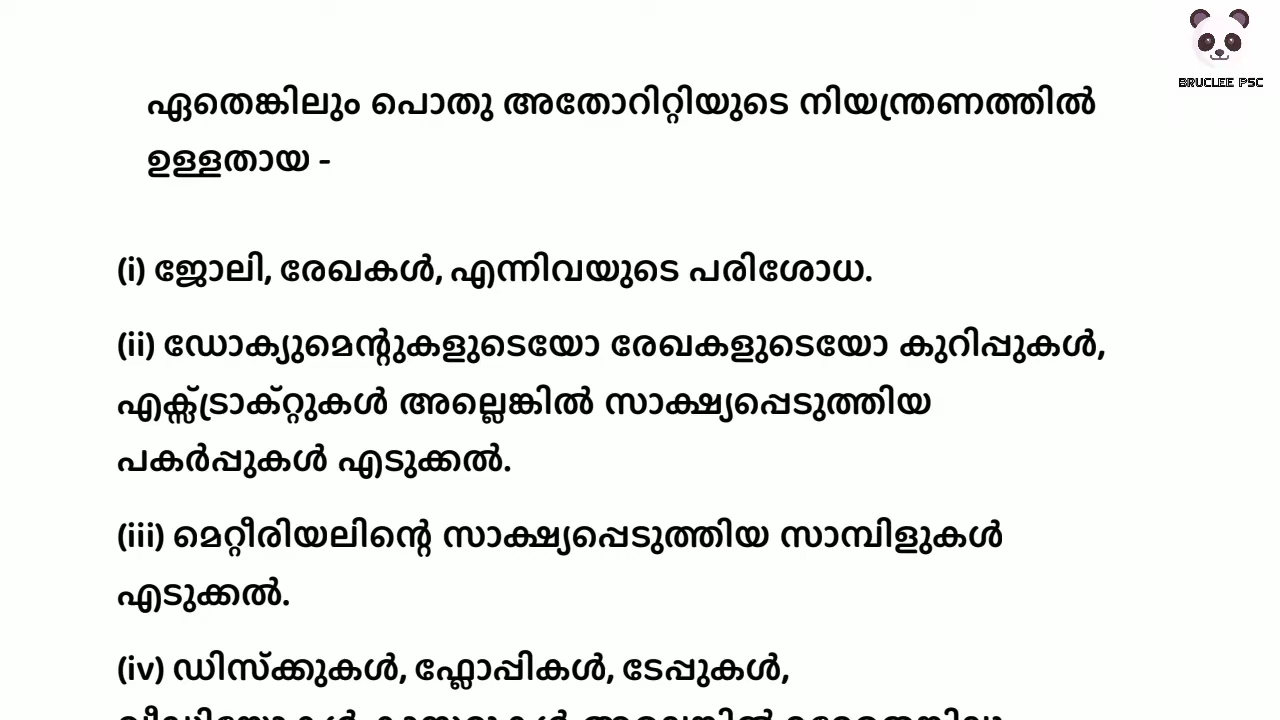 BRUCLEE PSC
ഏതെങ്കിലും പൊതു അതോറിറ്റിയുടെ നിയന്ത്രണത്തിൽ
ഉള്ളതായ -
(i) ജോലി, രേഖകൾ, എന്നിവയുടെ പരിശോധ.
(ii) ഡോക്യുമെന്റുകളുടെയോ രേഖകളുടെയോ കുറിപ്പുകൾ,
എക്സ്ട്രാക്റ്റുകൾ അല്ലെങ്കിൽ സാക്ഷ്യപ്പെടുത്തിയ
പകർപ്പുകൾ എടുക്കൽ.
(iii) മെറ്റീരിയലിന്റെ സാക്ഷ്യപ്പെടുത്തിയ സാമ്പിളുകൾ
എടുക്കൽ.
(iv) ഡിസ്ക്കുകൾ, ഫ്ലോപ്പികൾ, ടേപ്പുകൾ,